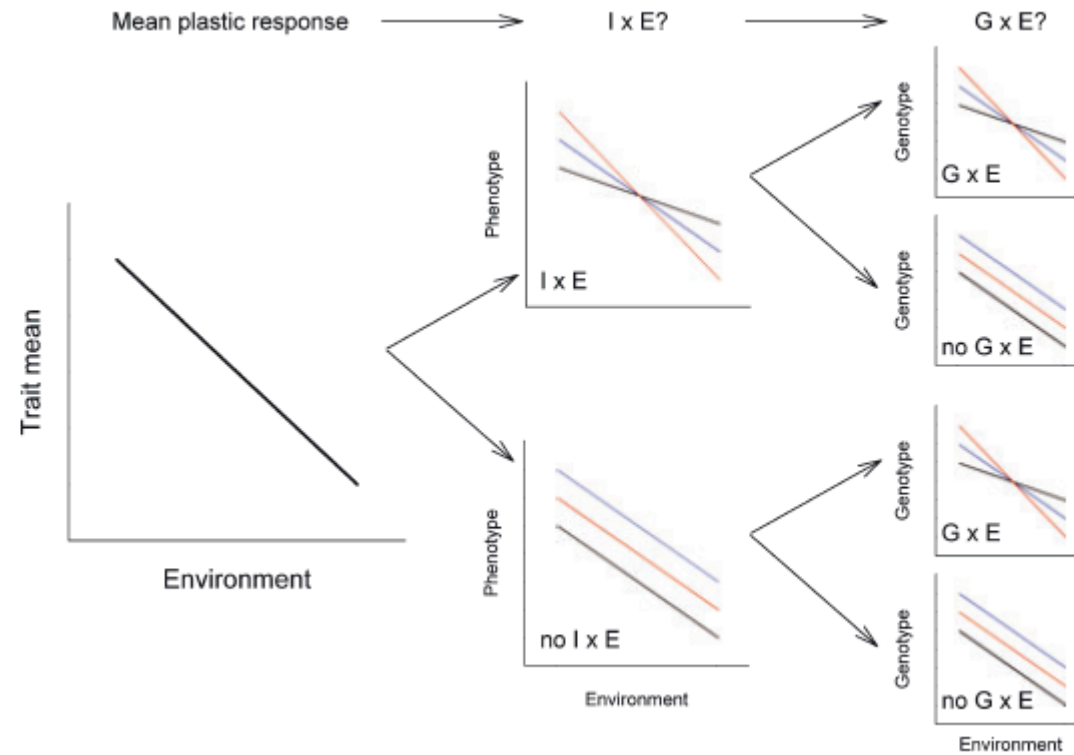 Mean plastic response
I x E?
G x E?
Trait mean
Environment
Phenotype
I x E
Phenotype
no I x E
Environment
Genotype
G x E
Genotype
no G x E
Genotype
G x E
Genotype
no G x E
Environment